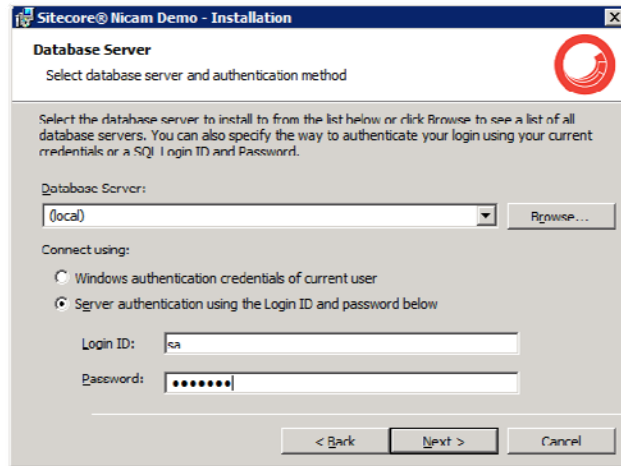 Sitecore® Nicam Demo - Installation
Database Server
Select database server and authentication method
Select the database server to install to from the list below or click Browse to see a list of all
database servers. You can also specify the way to authenticate your login using your current
credentials or a SQL Login ID and Password.
Database Server:
(local)
Browse...
Connect using:
Windows authentication credentials of current user
Server authentication using the Login ID and password below
Login ID:
sa
Password:
•••••••
< Back
Next >
Cancel